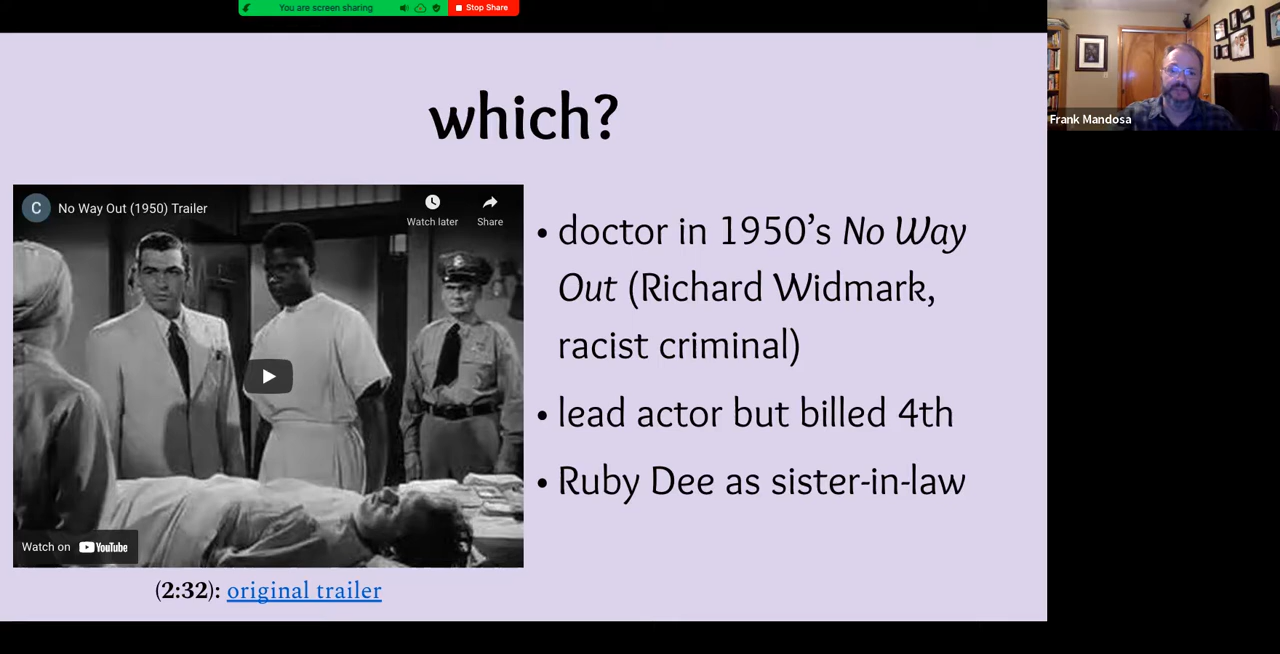 You are screen sharing
Stop Share
which?
Frank Mandosa
C
No Way Out (1950) Trailer
Watch later
Share
Watch on YouTube
• doctor in 1950’s No Way
Out (Richard Widmark,
racist criminal)
• lead actor but billed 4th
• Ruby Dee as sister-in-law
(2:32): original trailer